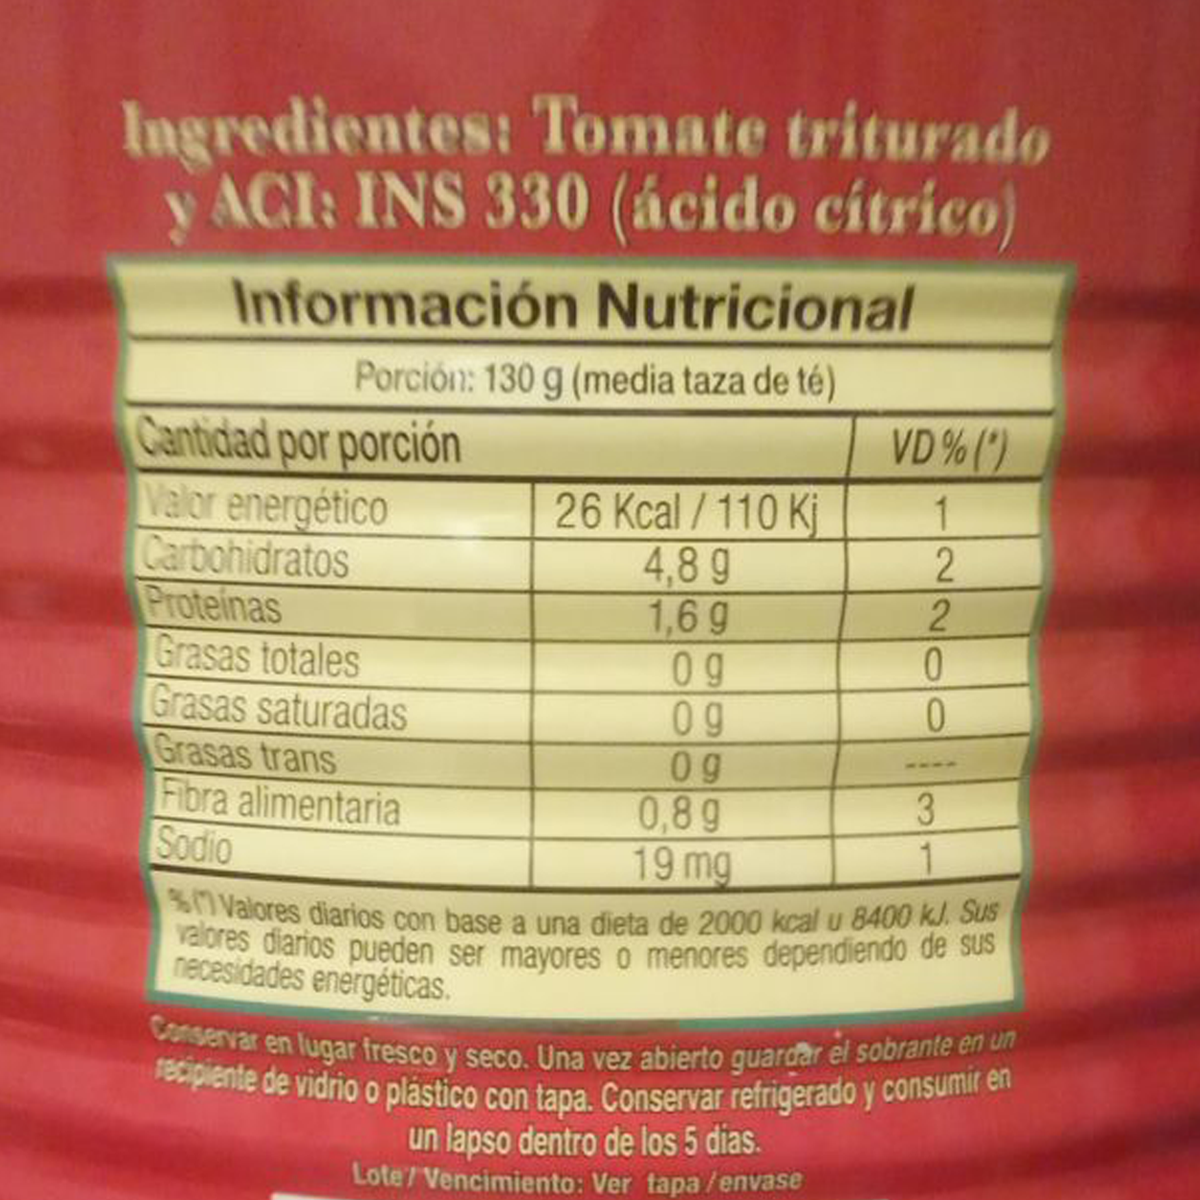 Ingredientes: Tomate triturado
y ACI: INS 330 (ácido cítrico)
Información Nutricional
Porción: 130 g (media taza de té)
Cantidad por porción VD % (*)
Valor energético 26 Kcal / 110 Kj 1
Carbohidratos 4,8 g 2
Proteínas 1,6 g 2
Grasas totales 0 g 0
Grasas saturadas 0 g 0
Grasas trans 0 g ----
Fibra alimentaria 0,8 g 3
Sodio 19 mg 1
% (*) Valores diarios con base a una dieta de 2000 kcal u 8400 kJ. Sus
valores diarios pueden ser mayores o menores dependiendo de sus
necesidades energéticas.
Conservar en lugar fresco y seco. Una vez abierto guardar el sobrante en un
recipiente de vidrio o plástico con tapa. Conservar refrigerado y consumir en
un lapso dentro de los 5 dias.
Lote / Vencimiento: Ver tapa / envase